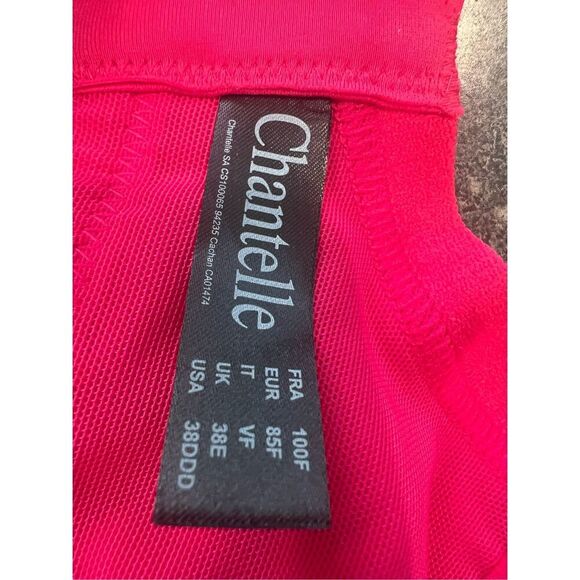 Chantelle
Chantelle SA CS100065 94235 Cachan CA01474
FRA 100F
EUR 85F
IT VF
UK 38E
USA 38DDD